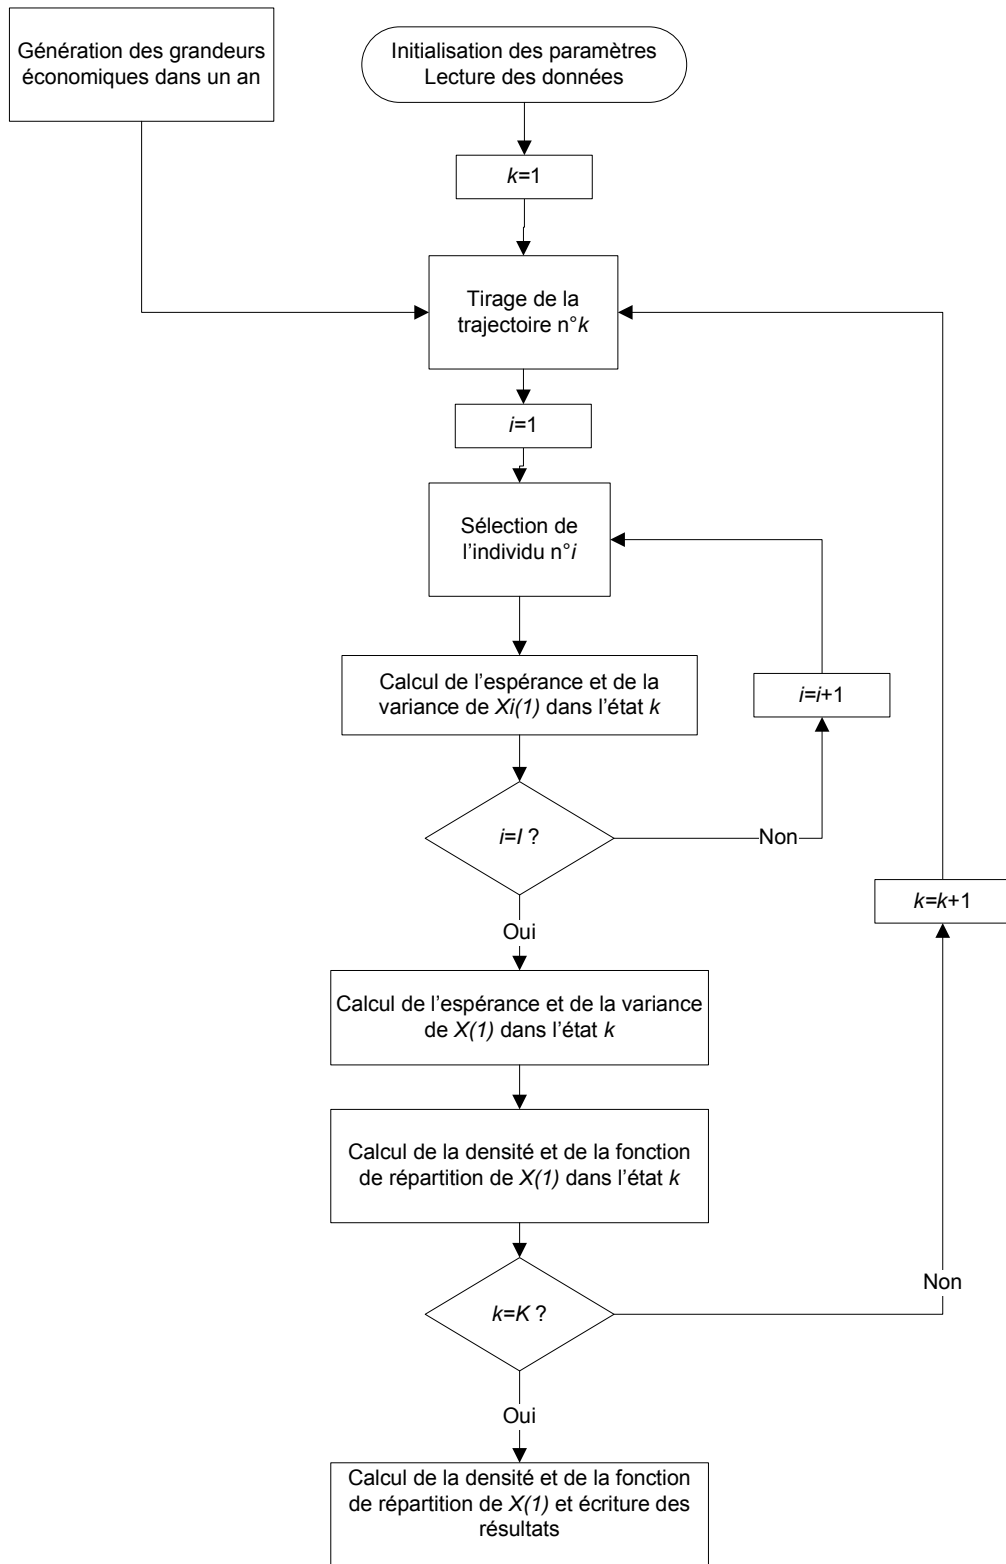 Génération des grandeurs
économiques dans un an
Initialisation des paramètres
Lecture des données
k=1
Tirage de la
trajectoire n°k
i=1
Sélection de
l'individu n°i
Calcul de l'espérance et de la
variance de Xi(1) dans l'état k
i=i+1
i=I ?
Non
k=k+1
Oui
Calcul de l'espérance et de la variance
de X(1) dans l'état k
Calcul de la densité et de la fonction
de répartition de X(1) dans l'état k
Non
k=K ?
Oui
Calcul de la densité et de la fonction
de répartition de X(1) et écriture des
résultats